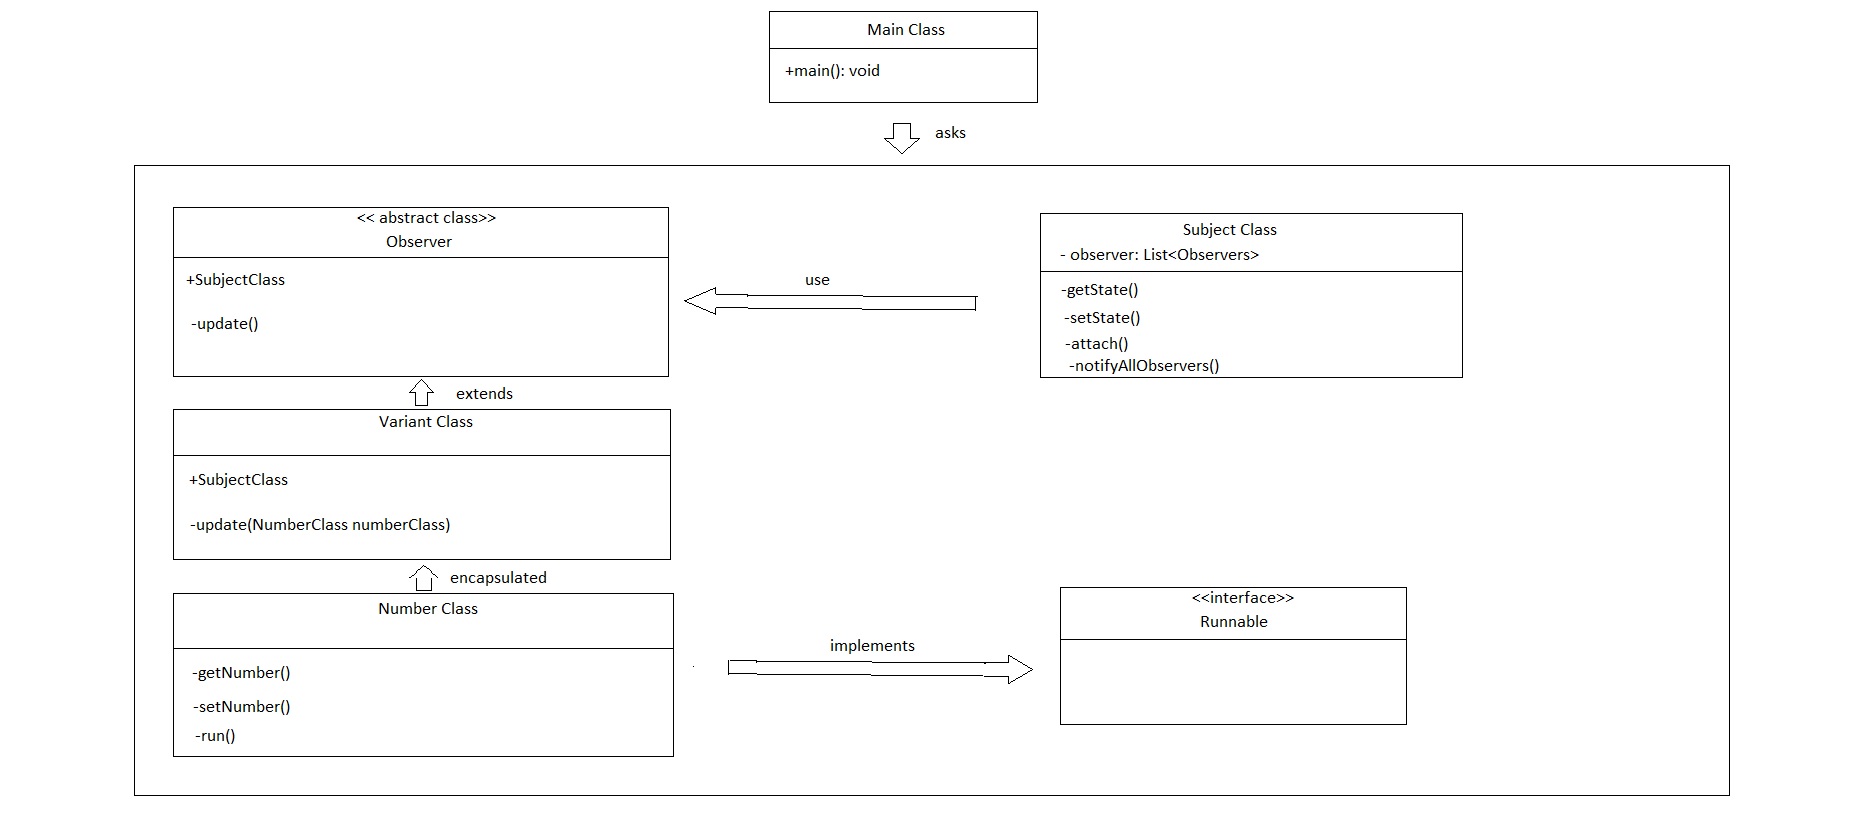 Main Class
+main(): void
asks
<< abstract class>>
Observer
+SubjectClass
-update()
use
Subject Class
- observer: List<Observers>
-getState()
-setState()
-attach()
-notifyAllObservers()
extends
Variant Class
+SubjectClass
-update(NumberClass numberClass)
encapsulated
Number Class
-getNumber()
-setNumber()
-run()
implements
<<interface>>
Runnable